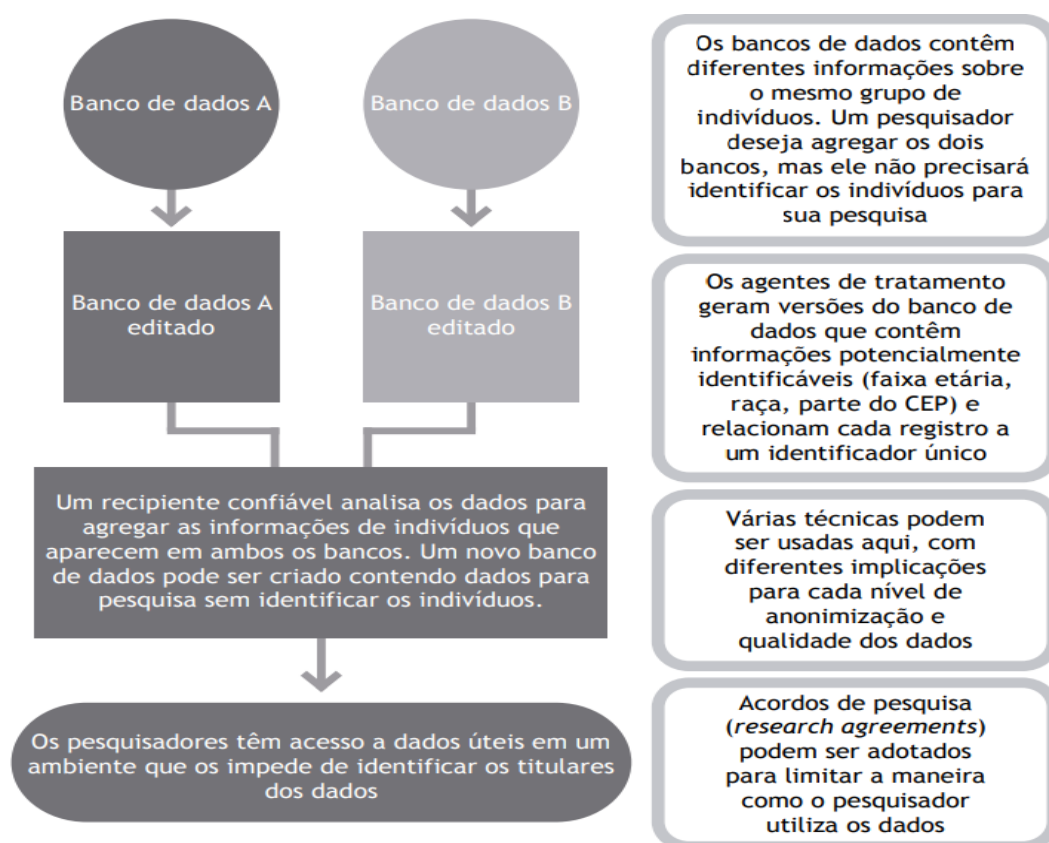 Banco de dados A
Banco de dados B
Os bancos de dados contêm
diferentes informações sobre
o mesmo grupo de
indivíduos. Um pesquisador
deseja agregar os dois
bancos, mas ele não precisará
identificar os indivíduos para
sua pesquisa
Banco de dados A
editado
Banco de dados B
editado
Os agentes de tratamento
geram versões do banco de
dados que contêm
informações potencialmente
identificáveis (faixa etária,
raça, parte do CEP) e
relacionam cada registro a
um identificador único
Um recipiente confiável analisa os dados para
agregar as informações de indivíduos que
aparecem em ambos os bancos. Um novo banco
de dados pode ser criado contendo dados para
pesquisa sem identificar os indivíduos.
Várias técnicas podem
ser usadas aqui, com
diferentes implicações
para cada nível de
anonimização e
qualidade dos dados
Os pesquisadores têm acesso a dados úteis em um
ambiente que os impede de identificar os titulares
dos dados
Acordos de pesquisa
(research agreements)
podem ser adotados
para limitar a maneira
como o pesquisador
utiliza os dados